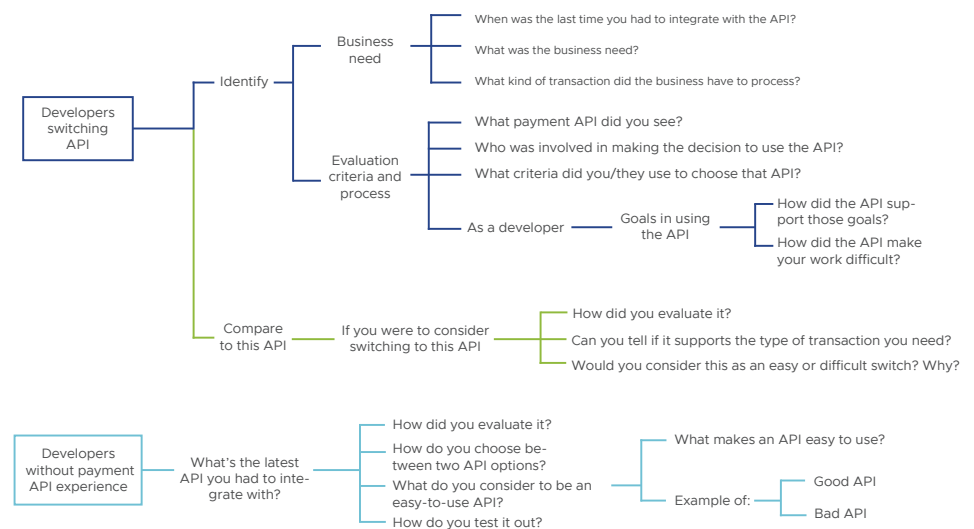 When was the last time you had to integrate with the API?
Business
need
What was the business need?
What kind of transaction did the business have to process?
Identify
Developers
switching
API
What payment API did you see?
Who was involved in making the decision to use the API?
Evaluation
criteria and
process
What criteria did you/they use to choose that API?
As a developer
Goals in using
the API
How did the API sup-
port those goals?
How did the API make
your work difficult?
Compare
to this API
If you were to consider
switching to this API
How did you evaluate it?
Can you tell if it supports the type of transaction you need?
Would you consider this as an easy or difficult switch? Why?
Developers
without payment
API experience
What's the latest
API you had to inte-
grate with?
How did you evaluate it?
How do you choose be-
tween two API options?
What do you consider to be an
easy-to-use API?
How do you test it out?
What makes an API easy to use?
Example of:
Good API
Bad API